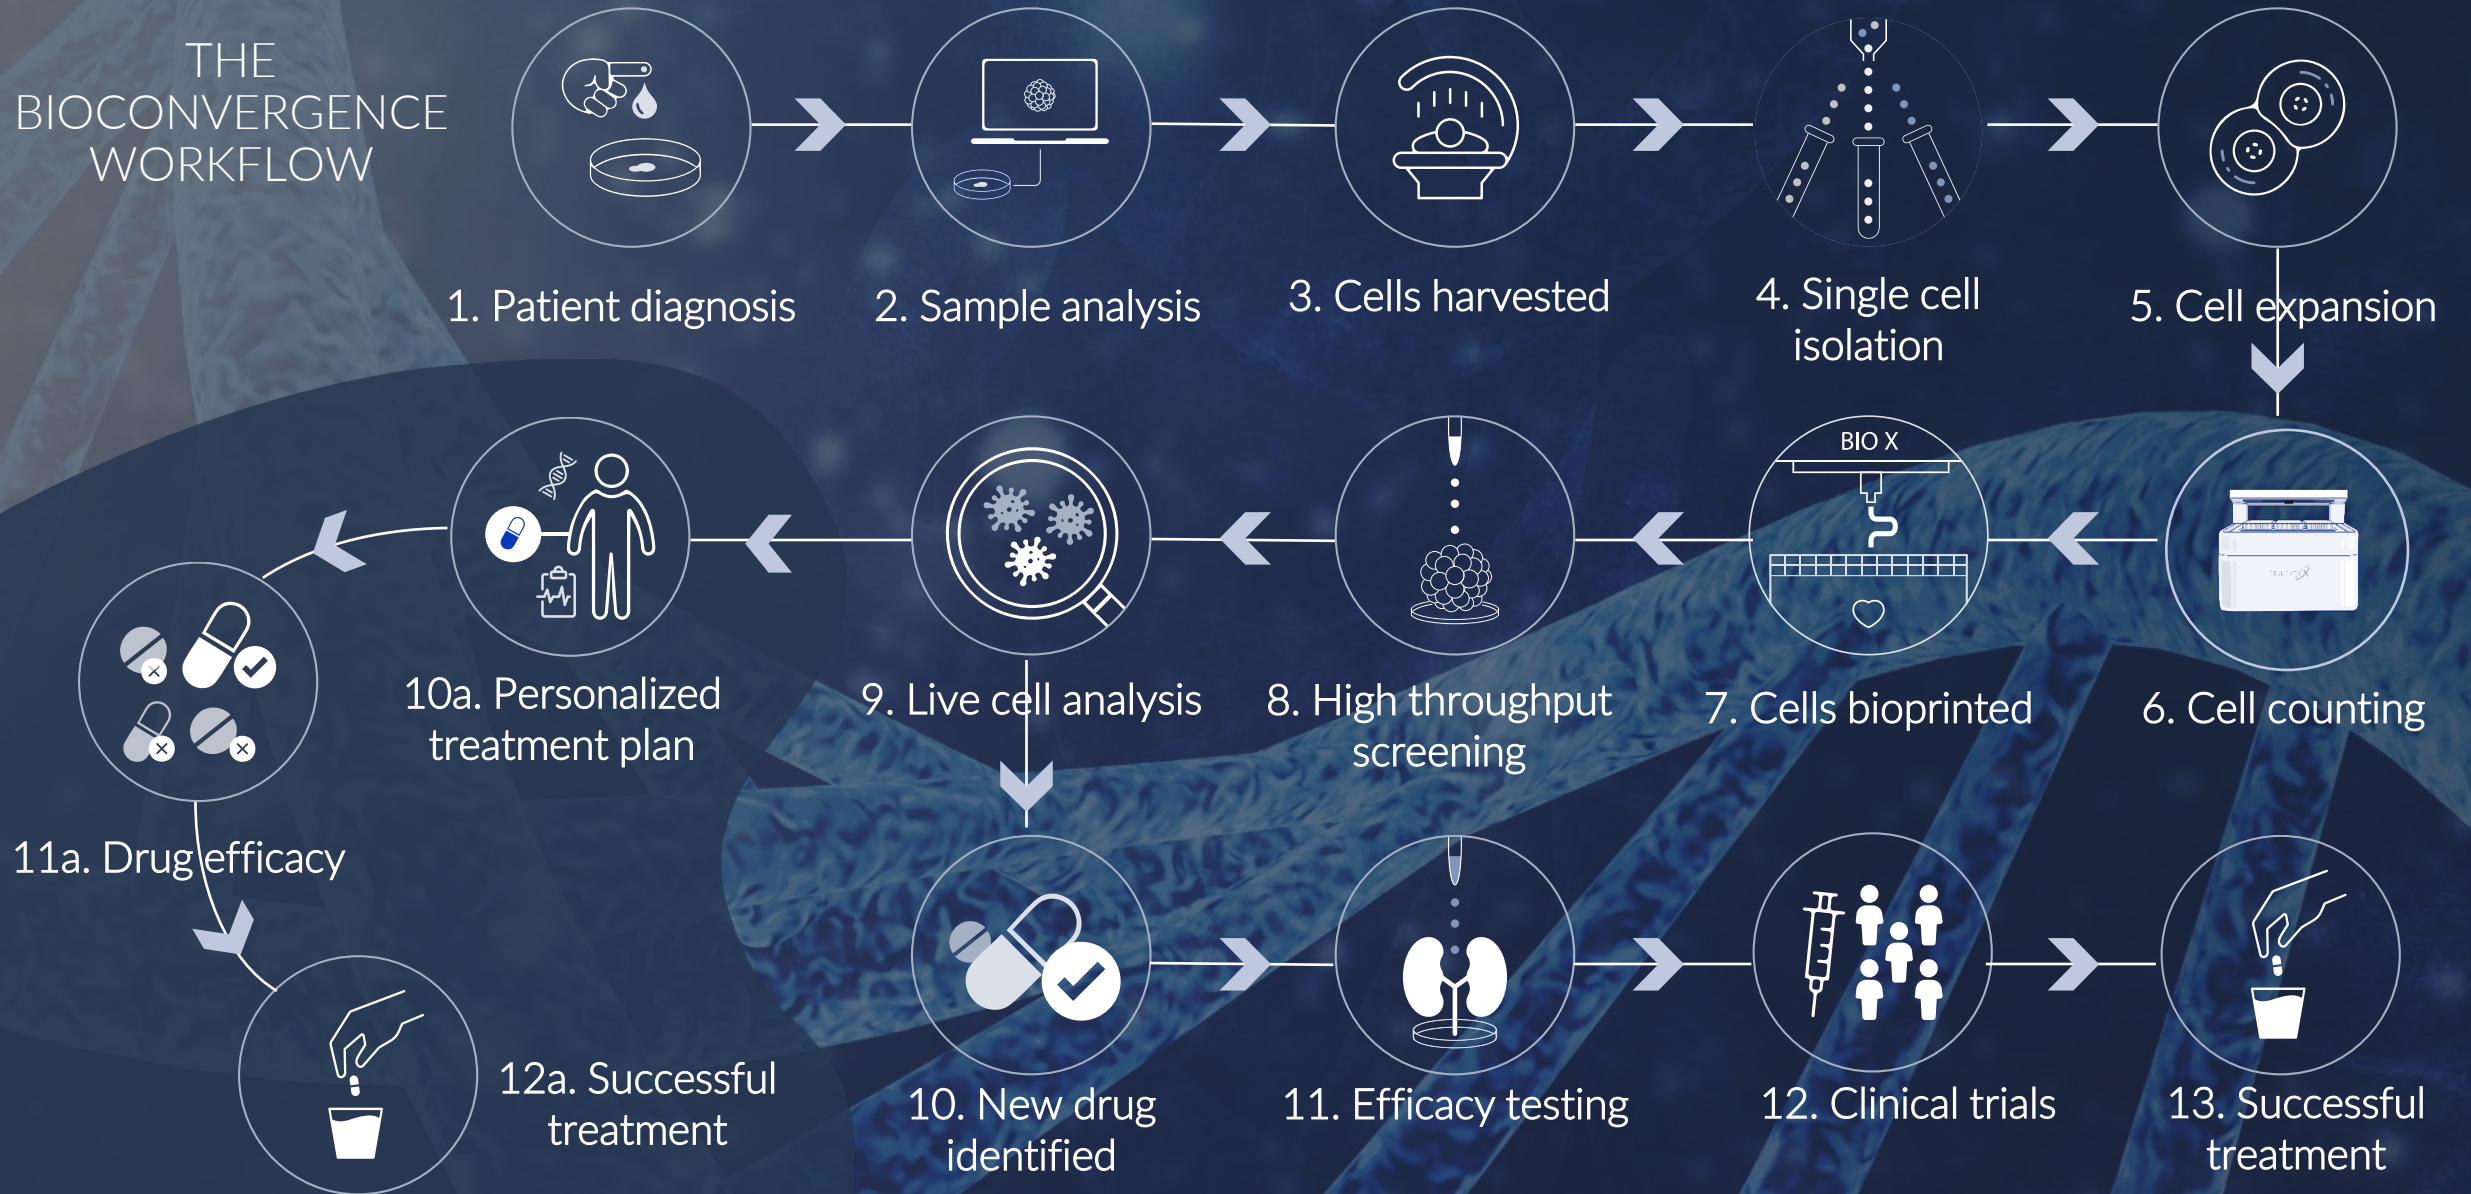 THE
BIOCONVERGENCE
WORKFLOW
1. Patient diagnosis
2. Sample analysis
3. Cells harvested
4. Single cell
isolation
5. Cell expansion
BIO X
6. Cell counting
7. Cells bioprinted
8. High throughput
screening
9. Live cell analysis
10a. Personalized
treatment plan
11a. Drug efficacy
12a. Successful
treatment
10. New drug
identified
11. Efficacy testing
12. Clinical trials
13. Successful
treatment